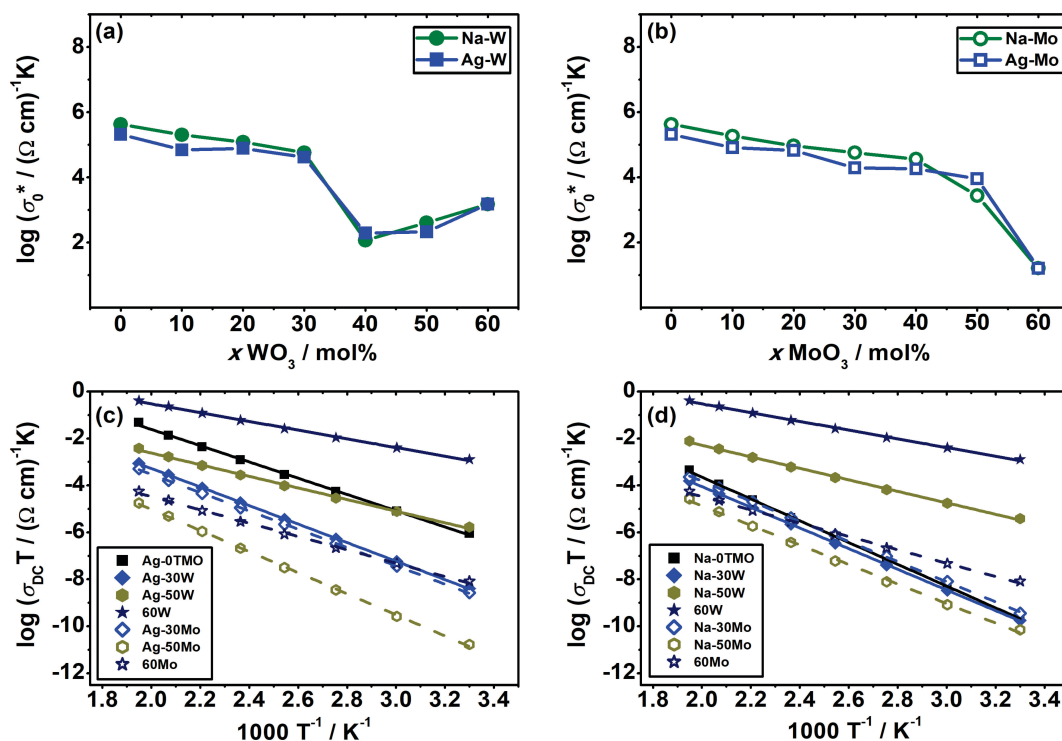 (a)
Na-W
Ag-W
8
6
4
2
log (σ₀* / (Ω cm)⁻¹K)
0 10 20 30 40 50 60
x WO₃ / mol%
(b)
Na-Mo
Ag-Mo
8
6
4
2
log (σ₀* / (Ω cm)⁻¹K)
0 10 20 30 40 50 60
x MoO₃ / mol%
(c)
0
-2
-4
-6
-8
-10
-12
log (σ_DC T / (Ω cm)⁻¹K)
Ag-0TMO
Ag-30W
Ag-50W
60W
Ag-30Mo
Ag-50Mo
60Mo
1.8 2.0 2.2 2.4 2.6 2.8 3.0 3.2 3.4
1000 T⁻¹ / K⁻¹
(d)
0
-2
-4
-6
-8
-10
-12
log (σ_DC T / (Ω cm)⁻¹K)
Na-0TMO
Na-30W
Na-50W
60W
Na-30Mo
Na-50Mo
60Mo
1.8 2.0 2.2 2.4 2.6 2.8 3.0 3.2 3.4
1000 T⁻¹ / K⁻¹